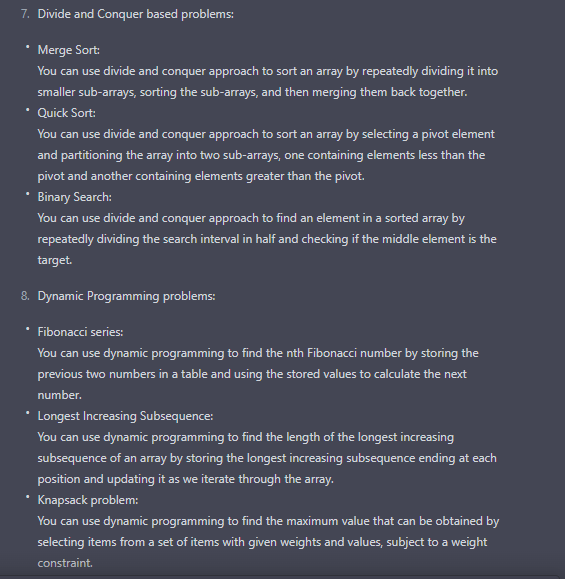 7. Divide and Conquer based problems:
• Merge Sort:
You can use divide and conquer approach to sort an array by repeatedly dividing it into
smaller sub-arrays, sorting the sub-arrays, and then merging them back together.
• Quick Sort:
You can use divide and conquer approach to sort an array by selecting a pivot element
and partitioning the array into two sub-arrays, one containing elements less than the
pivot and another containing elements greater than the pivot.
• Binary Search:
You can use divide and conquer approach to find an element in a sorted array by
repeatedly dividing the search interval in half and checking if the middle element is the
target.
8. Dynamic Programming problems:
• Fibonacci series:
You can use dynamic programming to find the nth Fibonacci number by storing the
previous two numbers in a table and using the stored values to calculate the next
number.
• Longest Increasing Subsequence:
You can use dynamic programming to find the length of the longest increasing
subsequence of an array by storing the longest increasing subsequence ending at each
position and updating it as we iterate through the array.
• Knapsack problem:
You can use dynamic programming to find the maximum value that can be obtained by
selecting items from a set of items with given weights and values, subject to a weight
constraint.